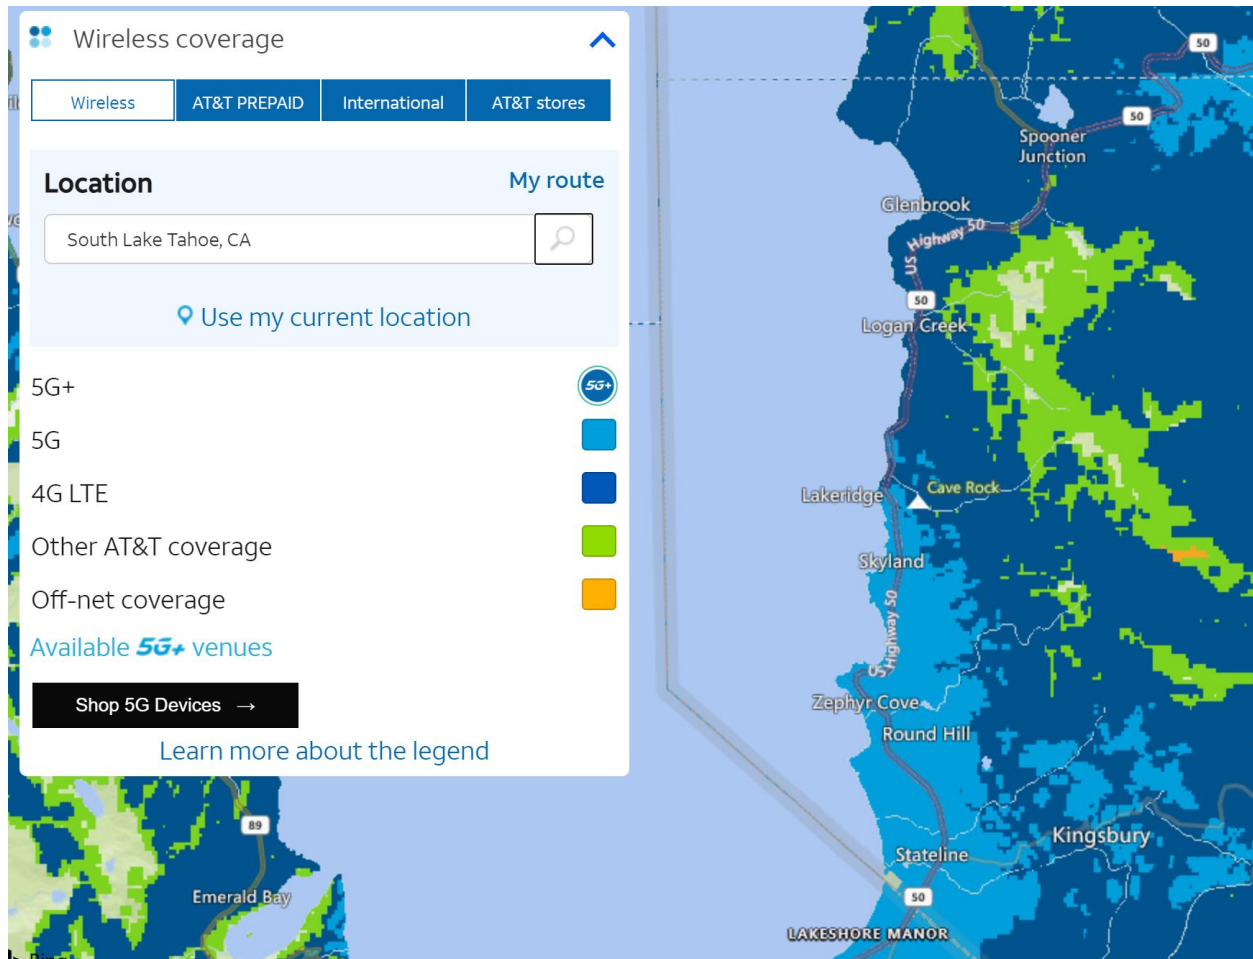 Wireless coverage
Wireless
AT&T PREPAID
International
AT&T stores
Location
My route
South Lake Tahoe, CA
Use my current location
5G+
5G+
5G
4G LTE
Other AT&T coverage
Off-net coverage
Available 5G+ venues
Shop 5G Devices →
Learn more about the legend
50
50
Spooner
Junction
Glenbrook
US Highway 50
50
Logan Creek
Cave Rock
Lakeridge
Skyland
US Highway 50
Zephyr Cove
Round Hill
Kingsbury
Stateline
50
LAKESHORE MANOR
89
Emerald Bay